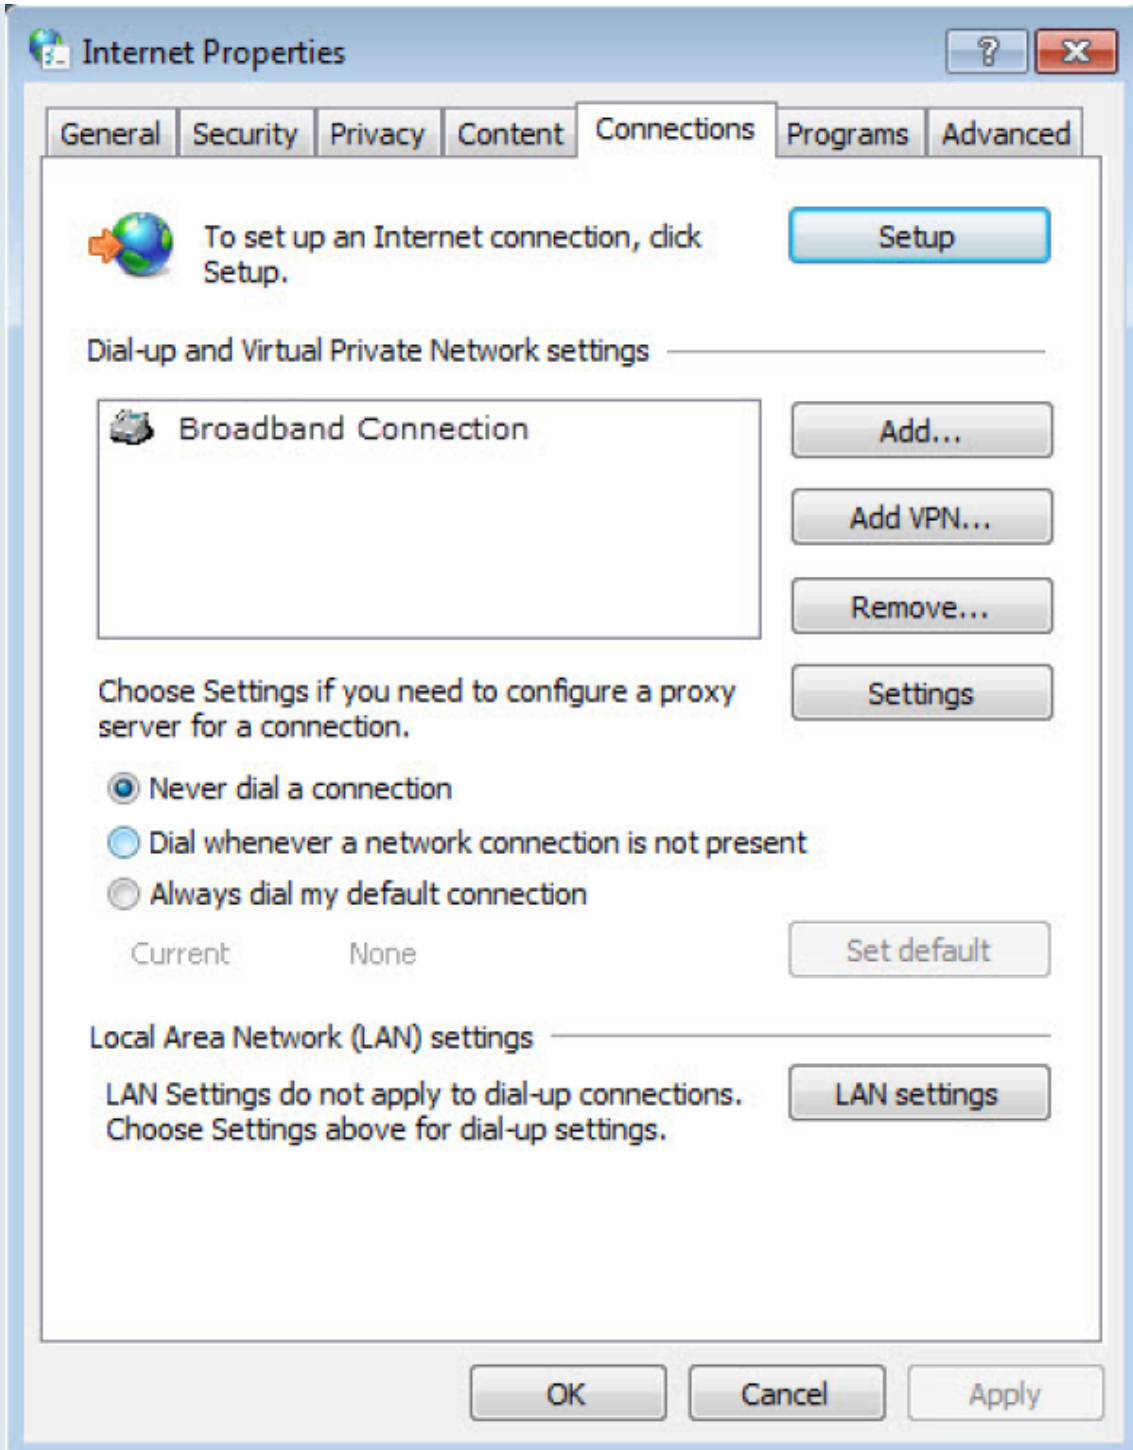 Internet Properties
General Security Privacy Content Connections Programs Advanced
To set up an Internet connection, click
Setup.
Setup
Dial-up and Virtual Private Network settings
Broadband Connection
Add...
Add VPN...
Remove...
Choose Settings if you need to configure a proxy
server for a connection.
Settings
Never dial a connection
Dial whenever a network connection is not present
Always dial my default connection
Current None
Set default
Local Area Network (LAN) settings
LAN Settings do not apply to dial-up connections.
Choose Settings above for dial-up settings.
LAN settings
OK Cancel Apply